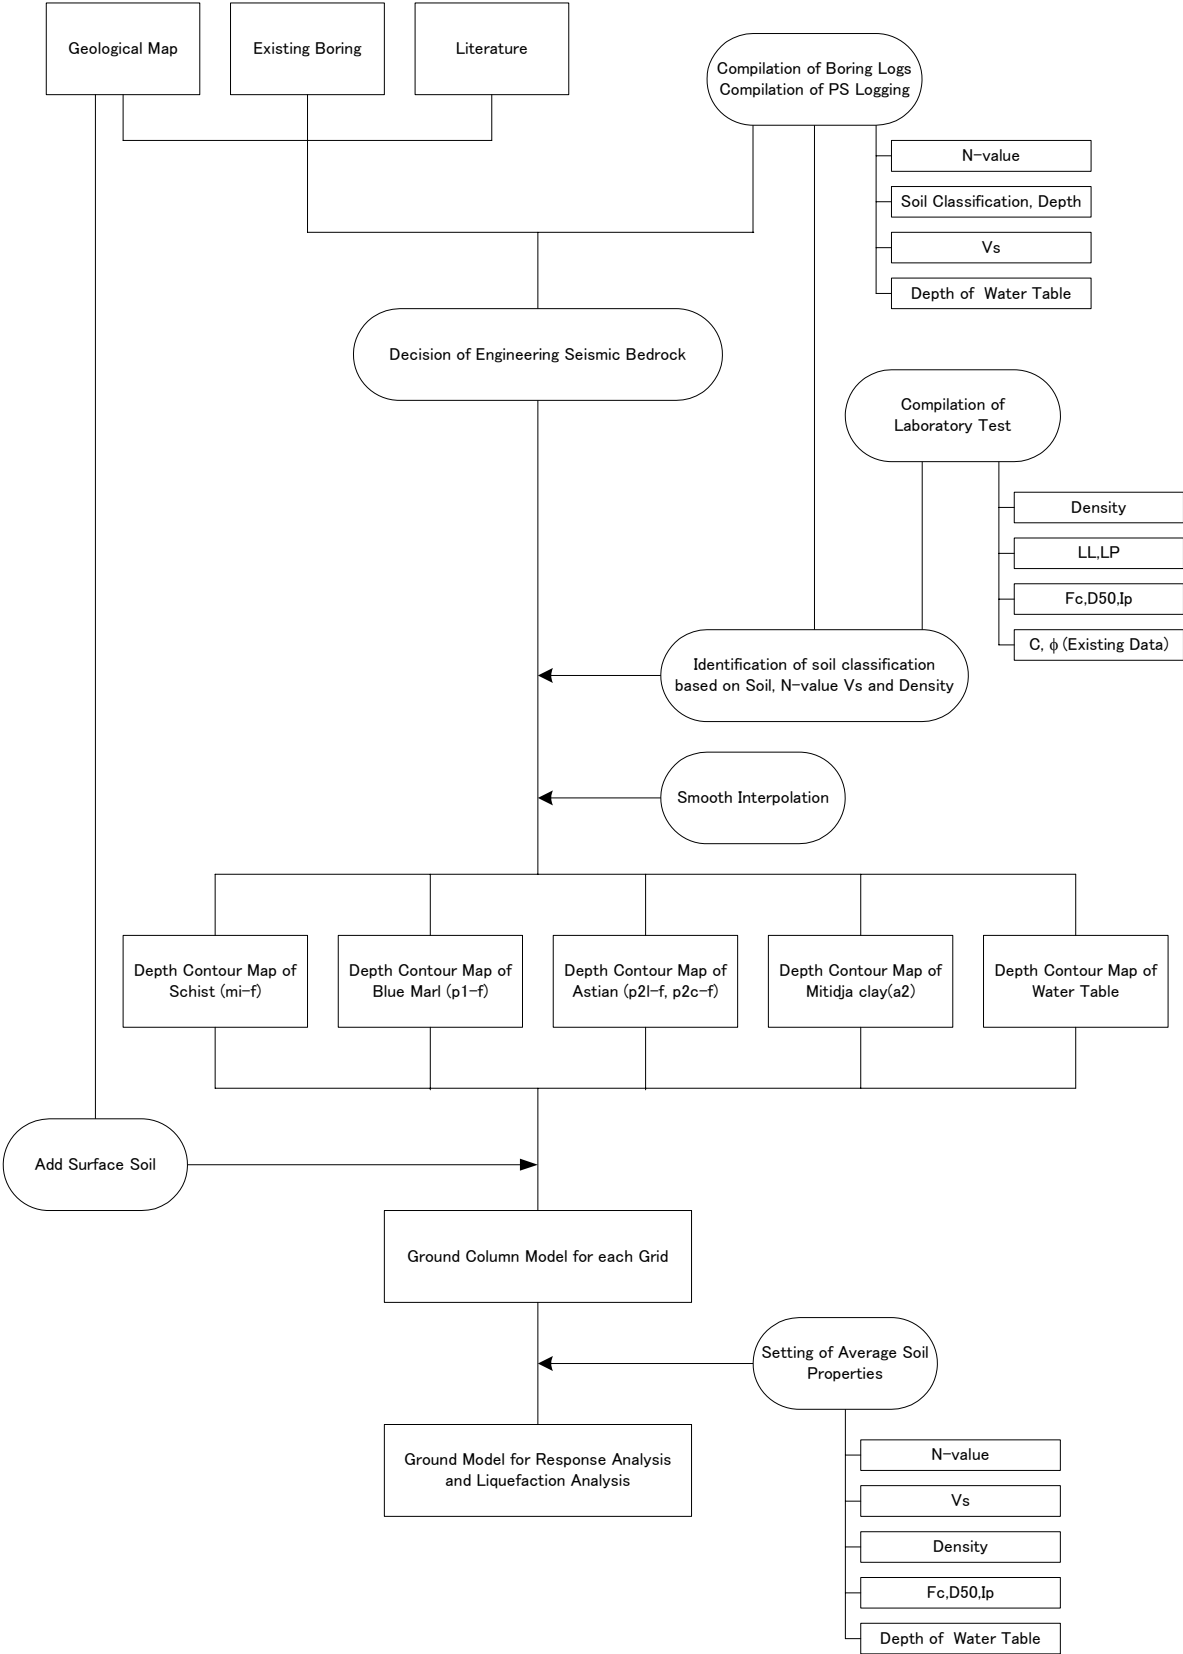 Geological Map
Existing Boring
Literature
Compilation of Boring Logs
Compilation of PS Logging
N-value
Soil Classification, Depth
Vs
Depth of Water Table
Decision of Engineering Seismic Bedrock
Compilation of
Laboratory Test
Density
LL,LP
Fc,D50,Ip
C, ϕ (Existing Data)
Identification of soil classification
based on Soil, N-value Vs and Density
Smooth Interpolation
Depth Contour Map of
Schist (mi-f)
Depth Contour Map of
Blue Marl (p1-f)
Depth Contour Map of
Astian (p2l-f, p2c-f)
Depth Contour Map of
Mitidja clay(a2)
Depth Contour Map of
Water Table
Add Surface Soil
Ground Column Model for each Grid
Setting of Average Soil
Properties
Ground Model for Response Analysis
and Liquefaction Analysis
N-value
Vs
Density
Fc,D50,Ip
Depth of Water Table